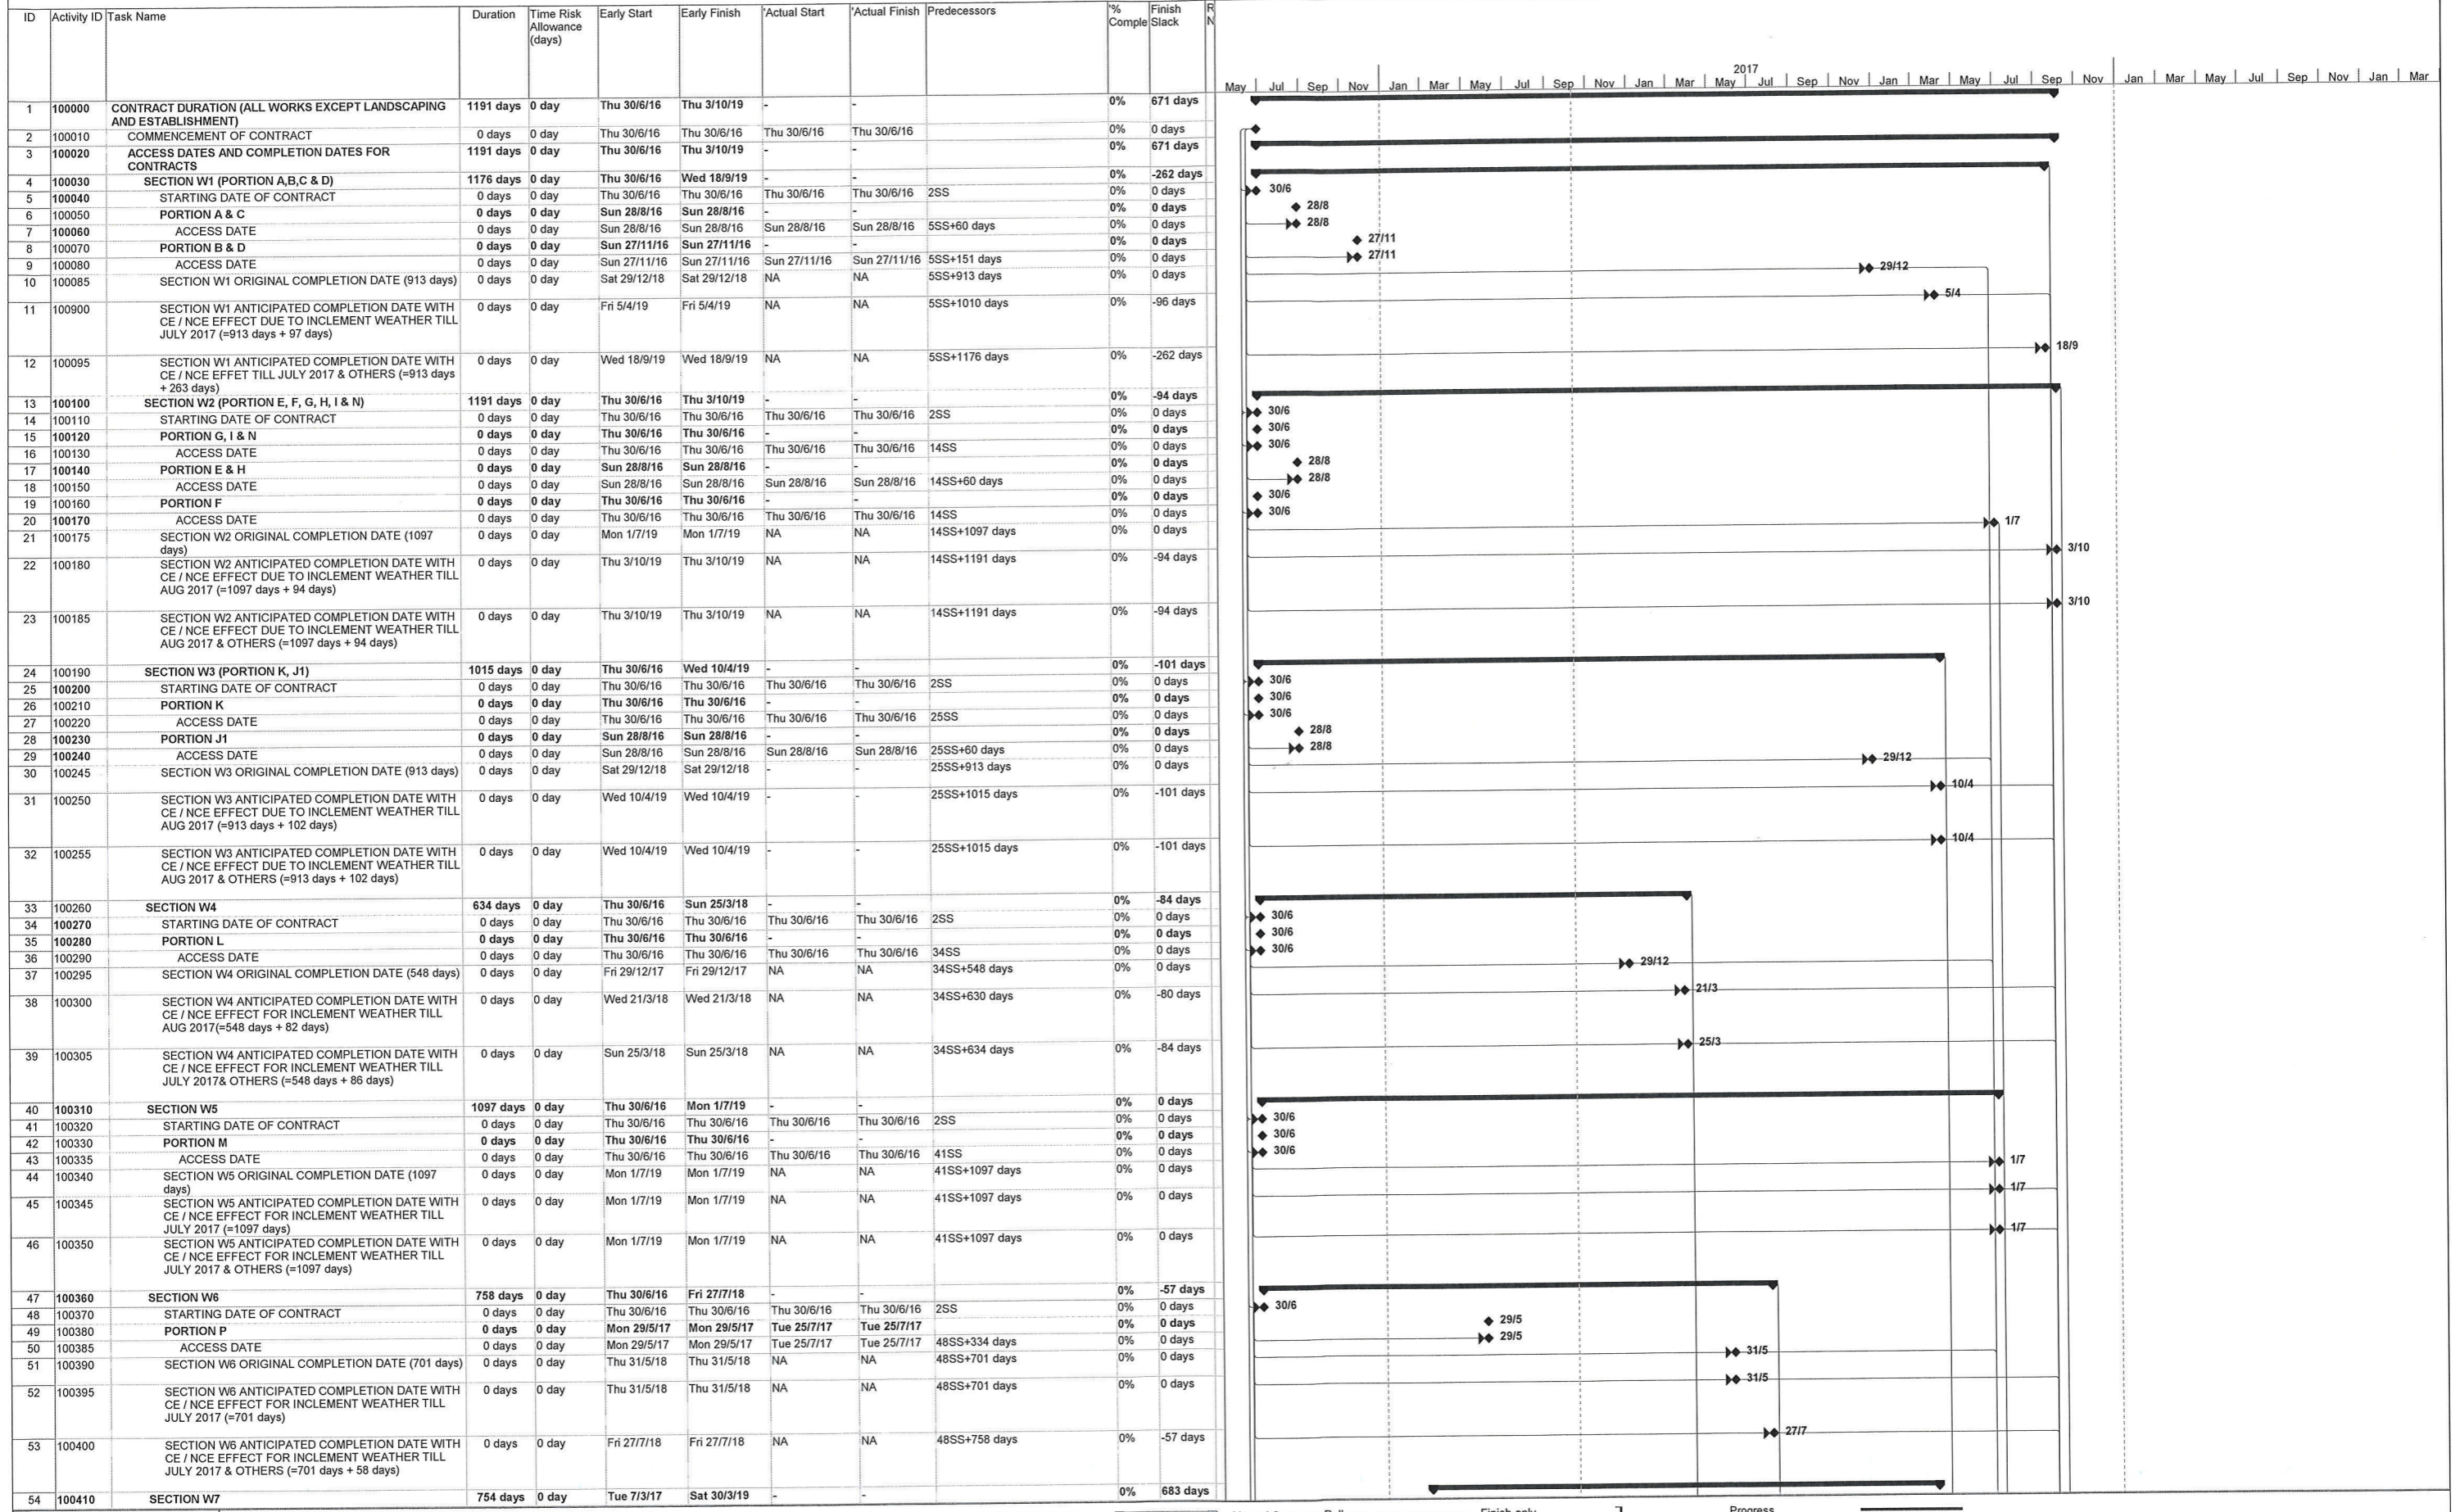 ID Activity ID Task Name Duration Time Risk Early Start Early Finish 'Actual Start 'Actual Finish Predecessors '% Finish R
Allowance Comple Slack N
(days)
2017
May Jul Sep Nov Jan Mar May Jul Sep Nov Jan Mar May Jul Sep Nov Jan Mar May Jul Sep Nov Jan Mar May Jul Sep Nov Jan Mar
1 100000 CONTRACT DURATION (ALL WORKS EXCEPT LANDSCAPING 1191 days 0 day Thu 30/6/16 Thu 3/10/19 - - 0% 671 days
AND ESTABLISHMENT)
2 100010 COMMENCEMENT OF CONTRACT 0 days 0 day Thu 30/6/16 Thu 30/6/16 Thu 30/6/16 Thu 30/6/16 0% 0 days
3 100020 ACCESS DATES AND COMPLETION DATES FOR 1191 days 0 day Thu 30/6/16 Thu 3/10/19 - - 0% 671 days
CONTRACTS
4 100030 SECTION W1 (PORTION A,B,C & D) 1176 days 0 day Thu 30/6/16 Wed 18/9/19 - - 0% -262 days
5 100040 STARTING DATE OF CONTRACT 0 days 0 day Thu 30/6/16 Thu 30/6/16 Thu 30/6/16 Thu 30/6/16 2SS 0% 0 days 30/6
6 100050 PORTION A & C 0 days 0 day Sun 28/8/16 Sun 28/8/16 - - 0% 0 days 28/8
7 100060 ACCESS DATE 0 days 0 day Sun 28/8/16 Sun 28/8/16 Sun 28/8/16 Sun 28/8/16 5SS+60 days 0% 0 days 28/8
8 100070 PORTION B & D 0 days 0 day Sun 27/11/16 Sun 27/11/16 - - 0% 0 days 27/11
9 100080 ACCESS DATE 0 days 0 day Sun 27/11/16 Sun 27/11/16 Sun 27/11/16 Sun 27/11/16 5SS+151 days 0% 0 days 27/11
10 100085 SECTION W1 ORIGINAL COMPLETION DATE (913 days) 0 days 0 day Sat 29/12/18 Sat 29/12/18 NA NA 5SS+913 days 0% 0 days 29/12
11 100900 SECTION W1 ANTICIPATED COMPLETION DATE WITH 0 days 0 day Fri 5/4/19 Fri 5/4/19 NA NA 5SS+1010 days 0% -96 days 5/4
CE / NCE EFFECT DUE TO INCLEMENT WEATHER TILL
JULY 2017 (=913 days + 97 days)
12 100095 SECTION W1 ANTICIPATED COMPLETION DATE WITH 0 days 0 day Wed 18/9/19 Wed 18/9/19 NA NA 5SS+1176 days 0% -262 days 18/9
CE / NCE EFFET TILL JULY 2017 & OTHERS (=913 days
+ 263 days)
13 100100 SECTION W2 (PORTION E, F, G, H, I & N) 1191 days 0 day Thu 30/6/16 Thu 3/10/19 - - 0% -94 days
14 100110 STARTING DATE OF CONTRACT 0 days 0 day Thu 30/6/16 Thu 30/6/16 Thu 30/6/16 Thu 30/6/16 2SS 0% 0 days 30/6
15 100120 PORTION G, I & N 0 days 0 day Thu 30/6/16 Thu 30/6/16 - - 0% 0 days 30/6
16 100130 ACCESS DATE 0 days 0 day Thu 30/6/16 Thu 30/6/16 Thu 30/6/16 Thu 30/6/16 14SS 0% 0 days 30/6
17 100140 PORTION E & H 0 days 0 day Sun 28/8/16 Sun 28/8/16 - - 0% 0 days 28/8
18 100150 ACCESS DATE 0 days 0 day Sun 28/8/16 Sun 28/8/16 Sun 28/8/16 Sun 28/8/16 14SS+60 days 0% 0 days 28/8
19 100160 PORTION F 0 days 0 day Thu 30/6/16 Thu 30/6/16 - - 0% 0 days 30/6
20 100170 ACCESS DATE 0 days 0 day Thu 30/6/16 Thu 30/6/16 Thu 30/6/16 Thu 30/6/16 14SS 0% 0 days 30/6
21 100175 SECTION W2 ORIGINAL COMPLETION DATE (1097 0 days 0 day Mon 1/7/19 Mon 1/7/19 NA NA 14SS+1097 days 0% 0 days 1/7
days)
22 100180 SECTION W2 ANTICIPATED COMPLETION DATE WITH 0 days 0 day Thu 3/10/19 Thu 3/10/19 NA NA 14SS+1191 days 0% -94 days 3/10
CE / NCE EFFECT DUE TO INCLEMENT WEATHER TILL
AUG 2017 (=1097 days + 94 days)
23 100185 SECTION W2 ANTICIPATED COMPLETION DATE WITH 0 days 0 day Thu 3/10/19 Thu 3/10/19 NA NA 14SS+1191 days 0% -94 days 3/10
CE / NCE EFFECT DUE TO INCLEMENT WEATHER TILL
AUG 2017 & OTHERS (=1097 days + 94 days)
24 100190 SECTION W3 (PORTION K, J1) 1015 days 0 day Thu 30/6/16 Wed 10/4/19 - - 0% -101 days
25 100200 STARTING DATE OF CONTRACT 0 days 0 day Thu 30/6/16 Thu 30/6/16 Thu 30/6/16 Thu 30/6/16 2SS 0% 0 days 30/6
26 100210 PORTION K 0 days 0 day Thu 30/6/16 Thu 30/6/16 - - 0% 0 days 30/6
27 100220 ACCESS DATE 0 days 0 day Thu 30/6/16 Thu 30/6/16 Thu 30/6/16 Thu 30/6/16 25SS 0% 0 days 30/6
28 100230 PORTION J1 0 days 0 day Sun 28/8/16 Sun 28/8/16 - - 0% 0 days 28/8
29 100240 ACCESS DATE 0 days 0 day Sun 28/8/16 Sun 28/8/16 Sun 28/8/16 Sun 28/8/16 25SS+60 days 0% 0 days 28/8
30 100245 SECTION W3 ORIGINAL COMPLETION DATE (913 days) 0 days 0 day Sat 29/12/18 Sat 29/12/18 - - 25SS+913 days 0% 0 days 29/12
31 100250 SECTION W3 ANTICIPATED COMPLETION DATE WITH 0 days 0 day Wed 10/4/19 Wed 10/4/19 - - 25SS+1015 days 0% -101 days 10/4
CE / NCE EFFECT DUE TO INCLEMENT WEATHER TILL
AUG 2017 (=913 days + 102 days)
32 100255 SECTION W3 ANTICIPATED COMPLETION DATE WITH 0 days 0 day Wed 10/4/19 Wed 10/4/19 - - 25SS+1015 days 0% -101 days 10/4
CE / NCE EFFECT DUE TO INCLEMENT WEATHER TILL
AUG 2017 & OTHERS (=913 days + 102 days)
33 100260 SECTION W4 634 days 0 day Thu 30/6/16 Sun 25/3/18 - - 0% -84 days
34 100270 STARTING DATE OF CONTRACT 0 days 0 day Thu 30/6/16 Thu 30/6/16 Thu 30/6/16 Thu 30/6/16 2SS 0% 0 days 30/6
35 100280 PORTION L 0 days 0 day Thu 30/6/16 Thu 30/6/16 - - 0% 0 days 30/6
36 100290 ACCESS DATE 0 days 0 day Thu 30/6/16 Thu 30/6/16 Thu 30/6/16 Thu 30/6/16 34SS 0% 0 days 30/6
37 100295 SECTION W4 ORIGINAL COMPLETION DATE (548 days) 0 days 0 day Fri 29/12/17 Fri 29/12/17 NA NA 34SS+548 days 0% 0 days 29/12
38 100300 SECTION W4 ANTICIPATED COMPLETION DATE WITH 0 days 0 day Wed 21/3/18 Wed 21/3/18 NA NA 34SS+630 days 0% -80 days 21/3
CE / NCE EFFECT FOR INCLEMENT WEATHER TILL
AUG 2017(=548 days + 82 days)
39 100305 SECTION W4 ANTICIPATED COMPLETION DATE WITH 0 days 0 day Sun 25/3/18 Sun 25/3/18 NA NA 34SS+634 days 0% -84 days 25/3
CE / NCE EFFECT FOR INCLEMENT WEATHER TILL
JULY 2017& OTHERS (=548 days + 86 days)
40 100310 SECTION W5 1097 days 0 day Thu 30/6/16 Mon 1/7/19 - - 0% 0 days
41 100320 STARTING DATE OF CONTRACT 0 days 0 day Thu 30/6/16 Thu 30/6/16 Thu 30/6/16 Thu 30/6/16 2SS 0% 0 days 30/6
42 100330 PORTION M 0 days 0 day Thu 30/6/16 Thu 30/6/16 - - 0% 0 days 30/6
43 100335 ACCESS DATE 0 days 0 day Thu 30/6/16 Thu 30/6/16 Thu 30/6/16 Thu 30/6/16 41SS 0% 0 days 30/6
44 100340 SECTION W5 ORIGINAL COMPLETION DATE (1097 0 days 0 day Mon 1/7/19 Mon 1/7/19 NA NA 41SS+1097 days 0% 0 days 1/7
days)
45 100345 SECTION W5 ANTICIPATED COMPLETION DATE WITH 0 days 0 day Mon 1/7/19 Mon 1/7/19 NA NA 41SS+1097 days 0% 0 days 1/7
CE / NCE EFFECT FOR INCLEMENT WEATHER TILL
JULY 2017 (=1097 days)
46 100350 SECTION W5 ANTICIPATED COMPLETION DATE WITH 0 days 0 day Mon 1/7/19 Mon 1/7/19 NA NA 41SS+1097 days 0% 0 days 1/7
CE / NCE EFFECT FOR INCLEMENT WEATHER TILL
JULY 2017 & OTHERS (=1097 days)
47 100360 SECTION W6 758 days 0 day Thu 30/6/16 Fri 27/7/18 - - 0% -57 days
48 100370 STARTING DATE OF CONTRACT 0 days 0 day Thu 30/6/16 Thu 30/6/16 Thu 30/6/16 Thu 30/6/16 2SS 0% 0 days 30/6
49 100380 PORTION P 0 days 0 day Mon 29/5/17 Mon 29/5/17 Tue 25/7/17 Tue 25/7/17 0% 0 days 29/5
50 100385 ACCESS DATE 0 days 0 day Mon 29/5/17 Mon 29/5/17 Tue 25/7/17 Tue 25/7/17 48SS+334 days 0% 0 days 29/5
51 100390 SECTION W6 ORIGINAL COMPLETION DATE (701 days) 0 days 0 day Thu 31/5/18 Thu 31/5/18 NA NA 48SS+701 days 0% 0 days 31/5
52 100395 SECTION W6 ANTICIPATED COMPLETION DATE WITH 0 days 0 day Thu 31/5/18 Thu 31/5/18 NA NA 48SS+701 days 0% 0 days 31/5
CE / NCE EFFECT FOR INCLEMENT WEATHER TILL
JULY 2017 (=701 days)
53 100400 SECTION W6 ANTICIPATED COMPLETION DATE WITH 0 days 0 day Fri 27/7/18 Fri 27/7/18 NA NA 48SS+758 days 0% -57 days 27/7
CE / NCE EFFECT FOR INCLEMENT WEATHER TILL
JULY 2017 & OTHERS (=701 days + 58 days)
54 100410 SECTION W7 754 days 0 day Tue 7/3/17 Sat 30/3/19 - - 0% 683 days
Finish only Progress